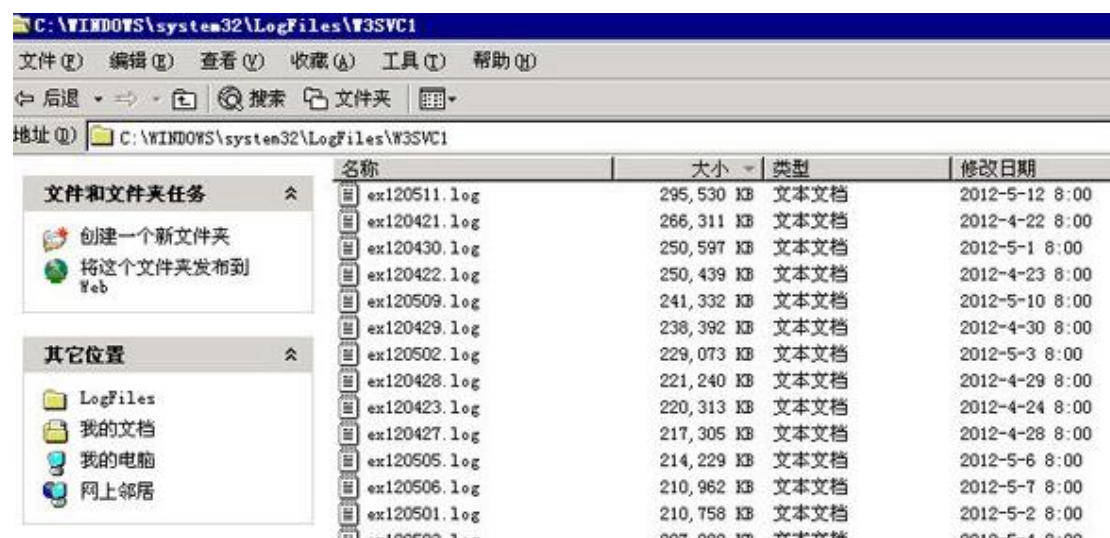 C:\WINDOWS\system32\LogFiles\W3SVC1
文件(F) 编辑(E) 查看(V) 收藏(A) 工具(T) 帮助(H)
后退 搜索 文件夹
地址(D) C:\WINDOWS\system32\LogFiles\W3SVC1
名称 大小 类型 修改日期
文件和文件夹任务
创建一个新文件夹
将这个文件夹发布到
Web
其它位置
LogFiles
我的文档
我的电脑
网上邻居
ex120511.log 295,530 KB 文本文档 2012-5-12 8:00
ex120421.log 266,311 KB 文本文档 2012-4-22 8:00
ex120430.log 250,597 KB 文本文档 2012-5-1 8:00
ex120422.log 250,439 KB 文本文档 2012-4-23 8:00
ex120509.log 241,332 KB 文本文档 2012-5-10 8:00
ex120429.log 238,392 KB 文本文档 2012-4-30 8:00
ex120502.log 229,073 KB 文本文档 2012-5-3 8:00
ex120428.log 221,240 KB 文本文档 2012-4-29 8:00
ex120423.log 220,313 KB 文本文档 2012-4-24 8:00
ex120427.log 217,305 KB 文本文档 2012-4-28 8:00
ex120505.log 214,229 KB 文本文档 2012-5-6 8:00
ex120506.log 210,962 KB 文本文档 2012-5-7 8:00
ex120501.log 210,758 KB 文本文档 2012-5-2 8:00